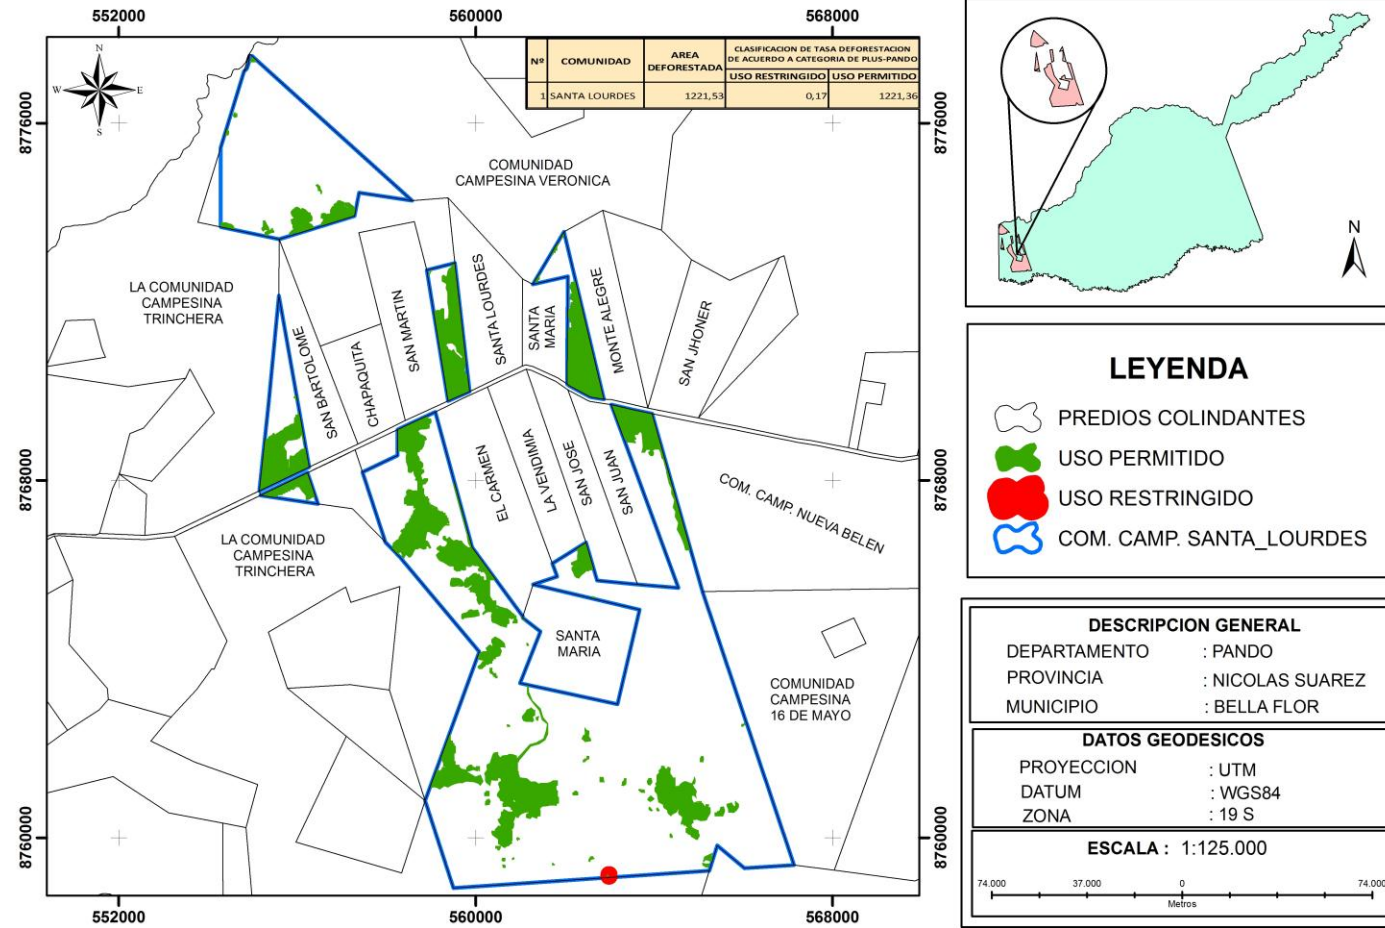 552000
560000
568000
8776000
8768000
8760000
N
W
E
S
Nº
COMUNIDAD
AREA
DEFORESTADA
CLASIFICACION DE TASA DEFORESTACION
DE ACUERDO A CATEGORIA DE PLUS-PANDO
USO RESTRINGIDO
USO PERMITIDO
1
SANTA LOURDES
1221,53
0,17
1221,36
COMUNIDAD
CAMPESINA VERONICA
LA COMUNIDAD
CAMPESINA
TRINCHERA
SAN BARTOLOME
CHAPAQUITA
SAN MARTIN
SANTA LOURDES
SANTA
MARIA
MONTE ALEGRE
SAN JHONER
EL CARMEN
LA VENDIMIA
SAN JOSE
SAN JUAN
COM. CAMP. NUEVA BELEN
LA COMUNIDAD
CAMPESINA
TRINCHERA
SANTA
MARIA
COMUNIDAD
CAMPESINA
16 DE MAYO
8776000
8768000
8760000
552000
560000
568000
N
LEYENDA
PREDIOS COLINDANTES
USO PERMITIDO
USO RESTRINGIDO
COM. CAMP. SANTA_LOURDES
DESCRIPCION GENERAL
DEPARTAMENTO : PANDO
PROVINCIA : NICOLAS SUAREZ
MUNICIPIO : BELLA FLOR
DATOS GEODESICOS
PROYECCION : UTM
DATUM : WGS84
ZONA : 19 S
ESCALA : 1:125.000
74.000 37.000 0 74.000
Metros